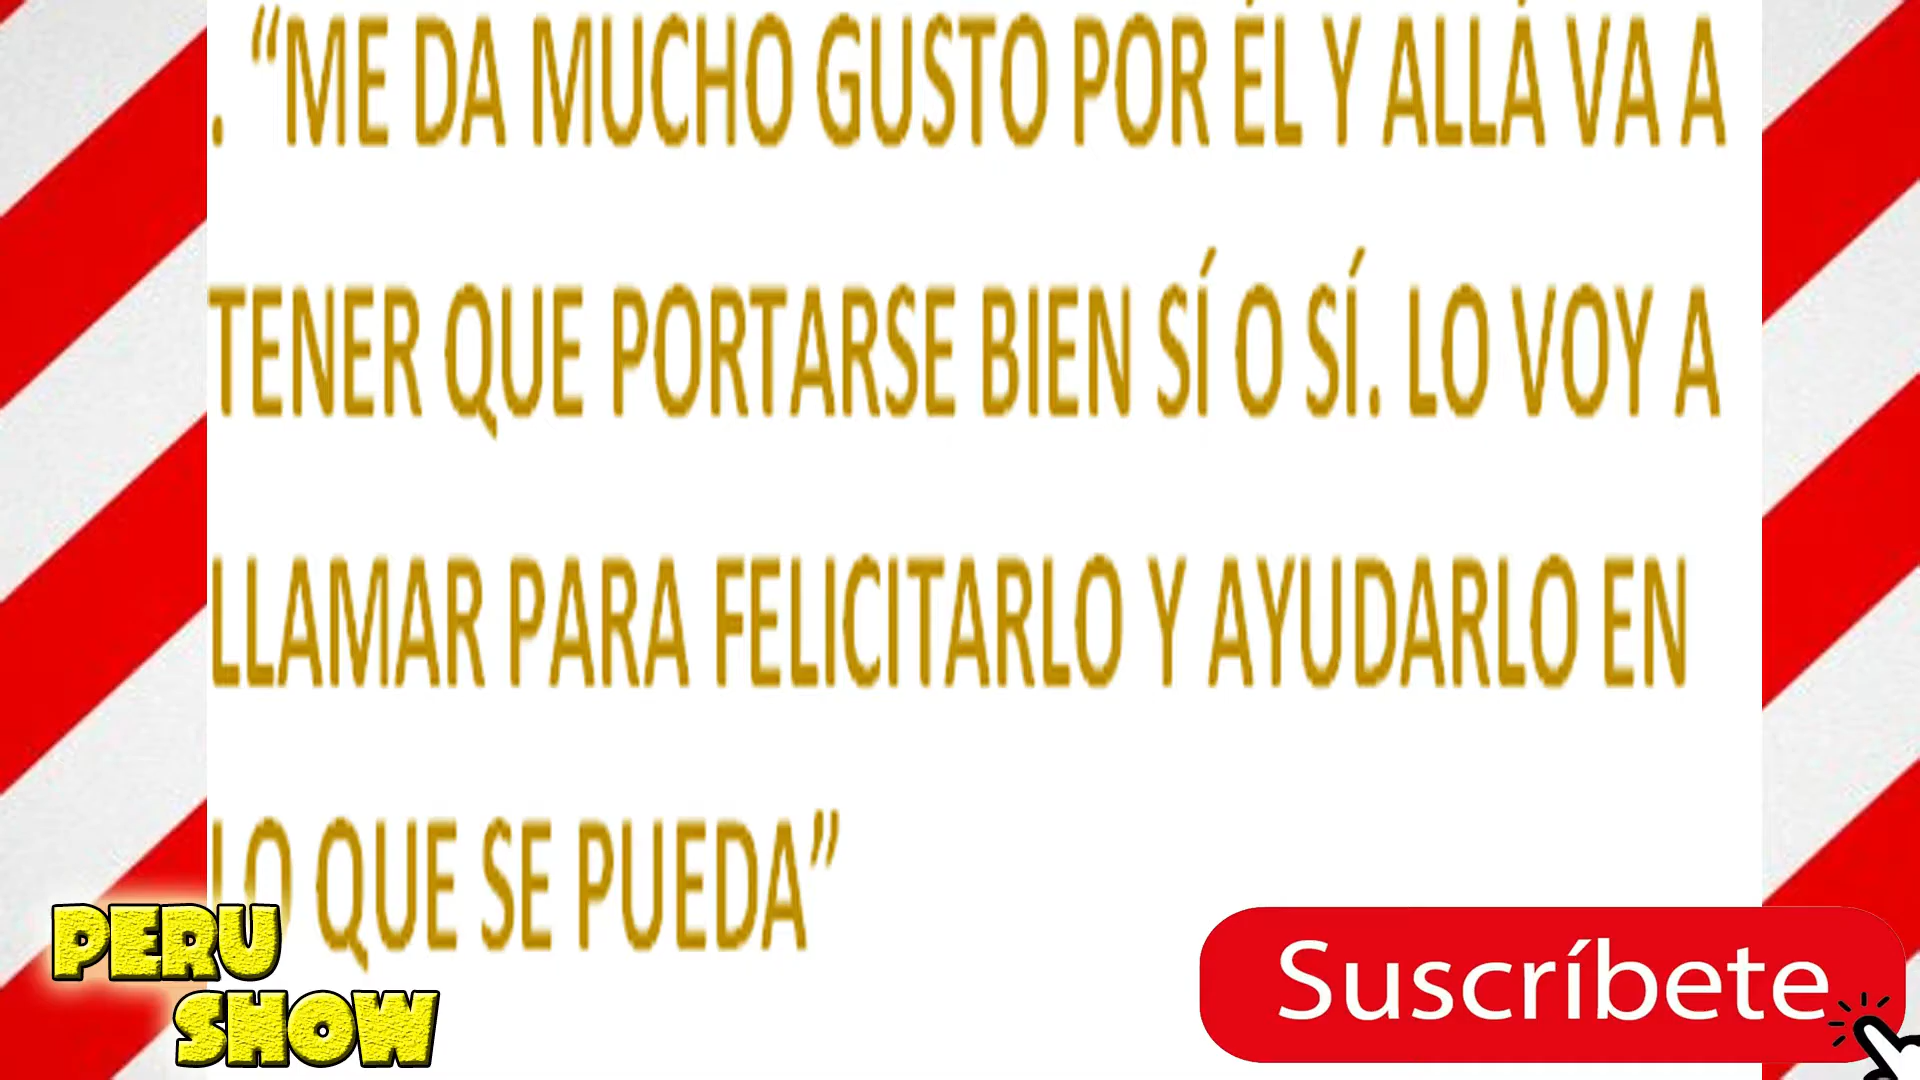 . “ME DA MUCHO GUSTO POR ÉL Y ALLÁ VA A
TENER QUE PORTARSE BIEN SÍ O SÍ. LO VOY A
LLAMAR PARA FELICITARLO Y AYUDARLO EN
LO QUE SE PUEDA”
PERU
SHOW
Suscríbete